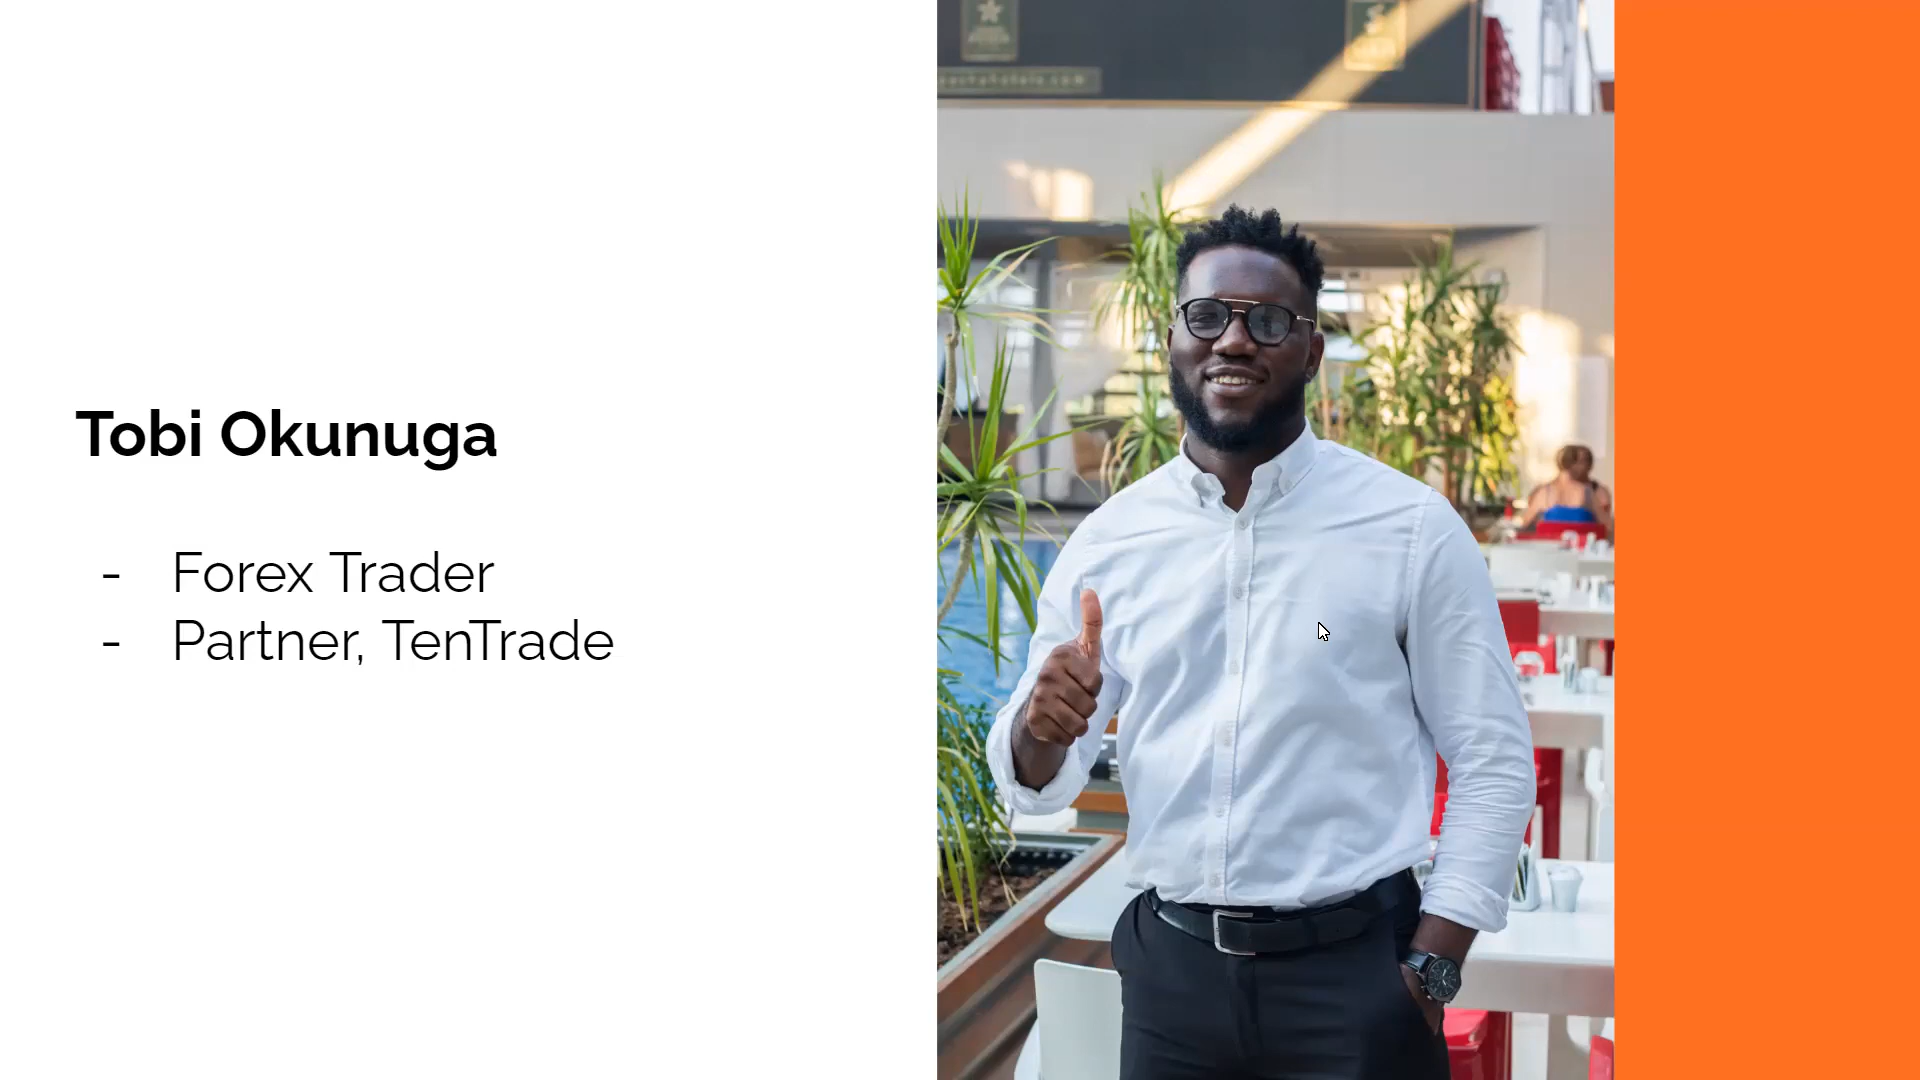 Tobi Okunuga
- Forex Trader
- Partner, TenTrade